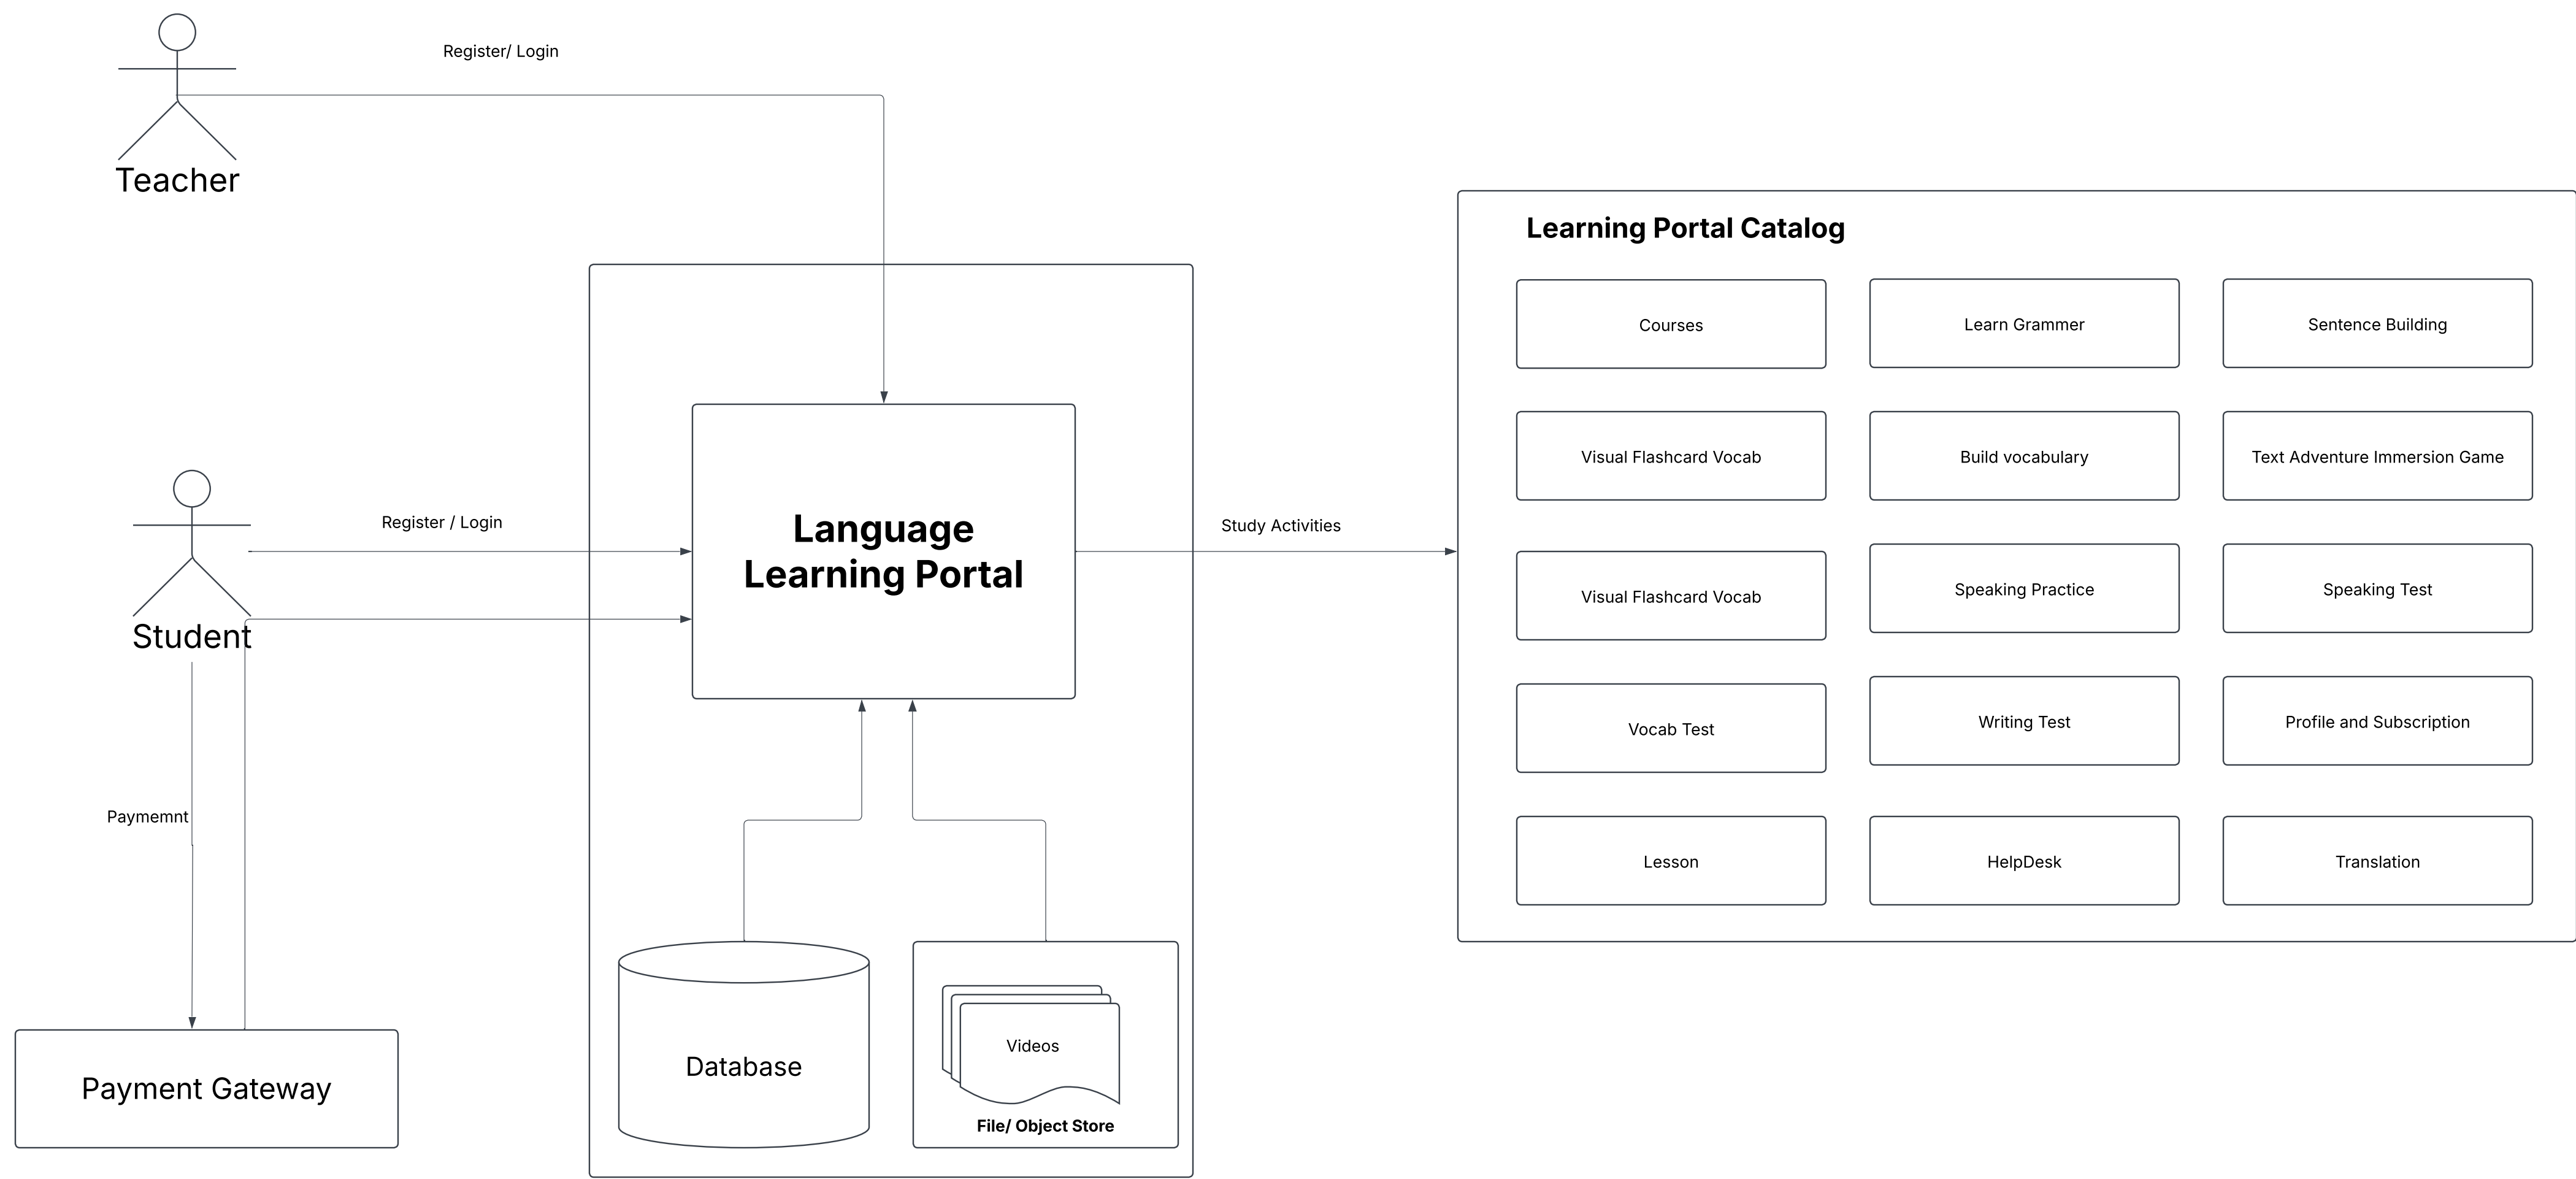 Register/ Login
Teacher
Learning Portal Catalog
Courses
Learn Grammer
Sentence Building
Visual Flashcard Vocab
Build vocabulary
Text Adventure Immersion Game
Register / Login
Language
Learning Portal
Study Activities
Visual Flashcard Vocab
Speaking Practice
Speaking Test
Student
Vocab Test
Writing Test
Profile and Subscription
Paymemnt
Lesson
HelpDesk
Translation
Payment Gateway
Database
Videos
File/ Object Store